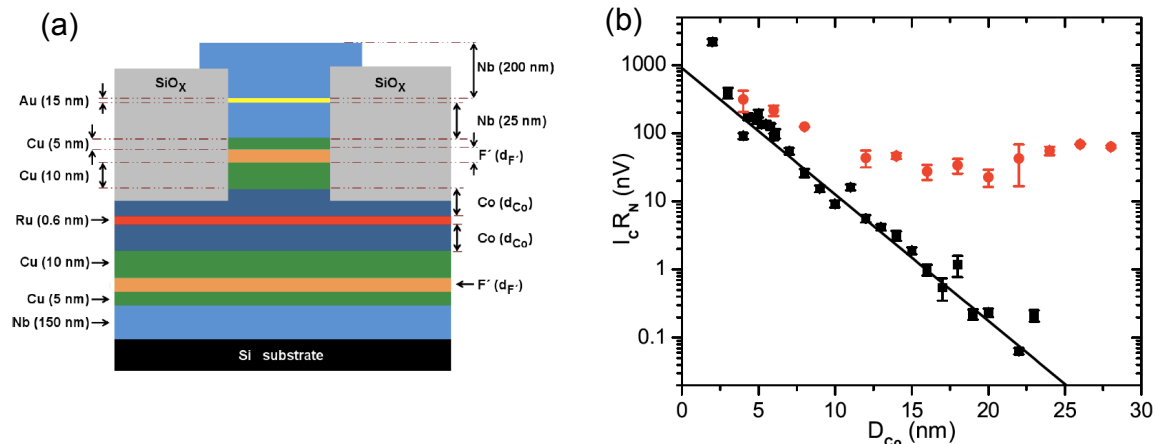 (a)
SiOX
SiOX
Nb (200 nm)
Au (15 nm)
Nb (25 nm)
Cu (5 nm)
F´ (dF´)
Cu (10 nm)
Co (dCo)
Ru (0.6 nm)
Co (dCo)
Cu (10 nm)
F´ (dF´)
Cu (5 nm)
Nb (150 nm)
Si substrate
(b)
IcRN (nV)
1000
100
10
1
0.1
0 5 10 15 20 25 30
DCo (nm)